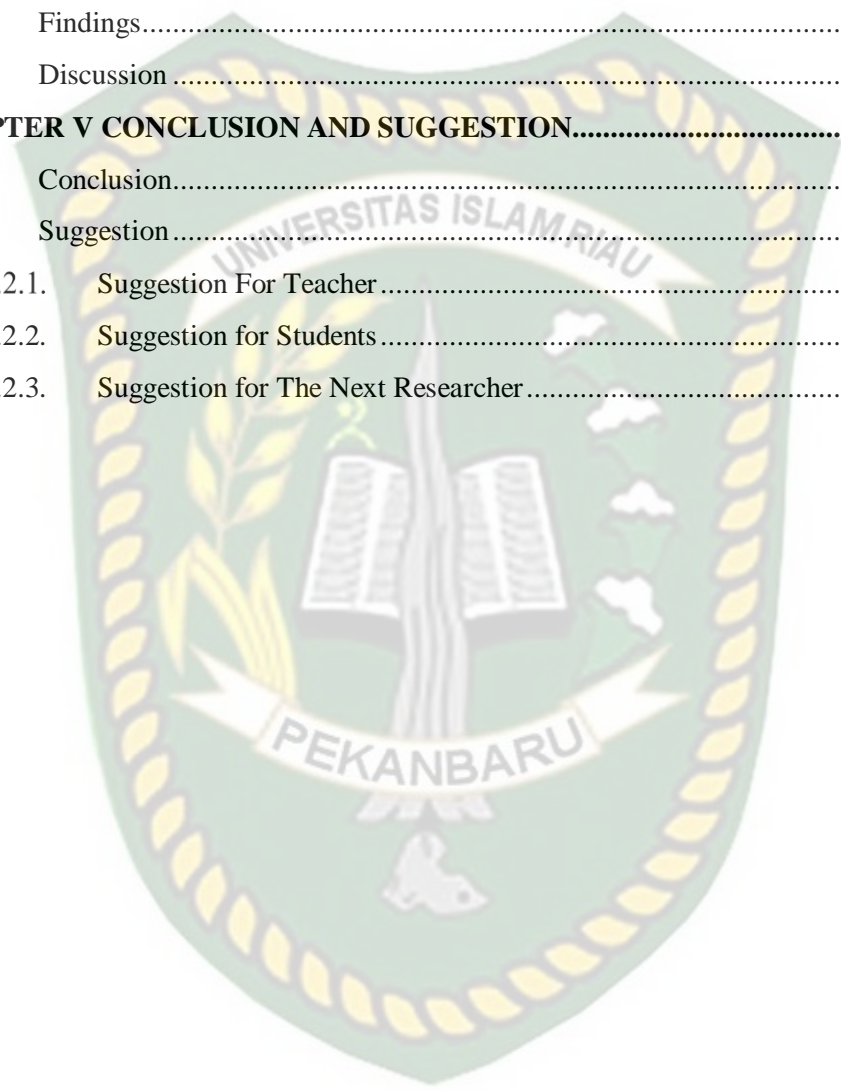 Findings
Discussion
PTER V CONCLUSION AND SUGGESTION
Conclusion
Suggestion
.2.1. Suggestion For Teacher
.2.2. Suggestion for Students
.2.3. Suggestion for The Next Researcher
UNIVERSITAS ISLAM RIAU
PEKANBARU